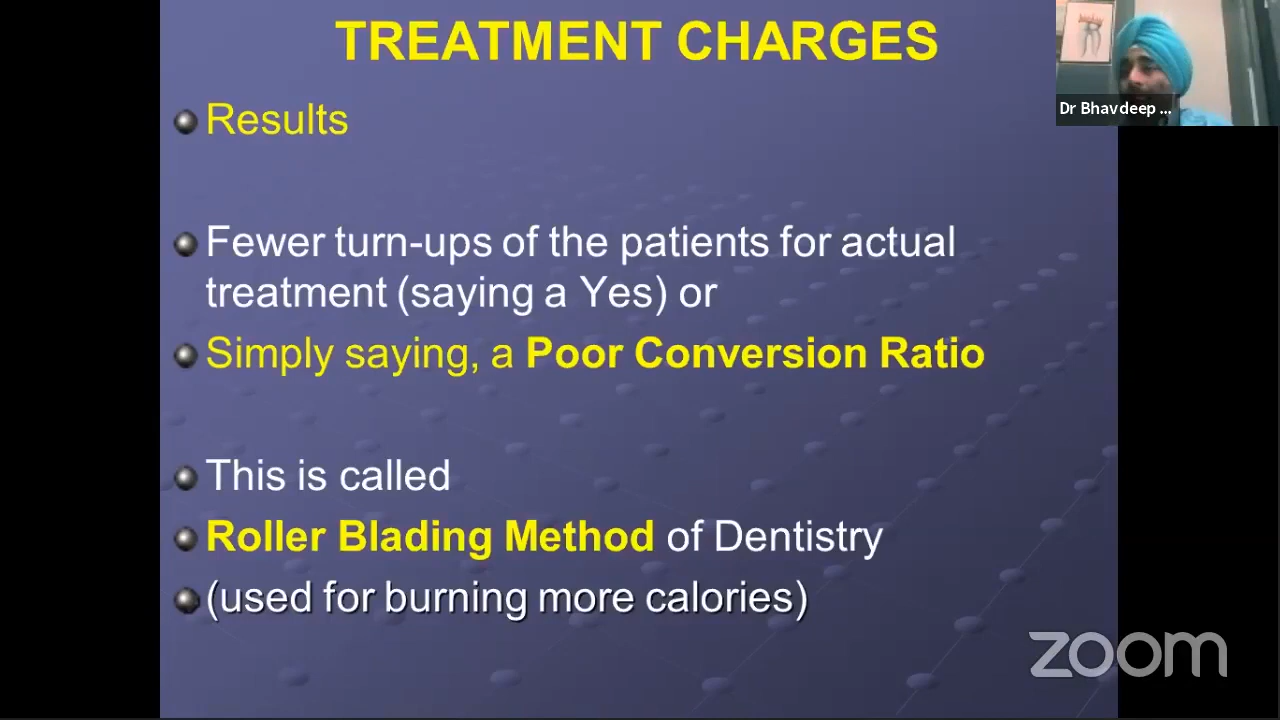 TREATMENT CHARGES
Results
Fewer turn-ups of the patients for actual
treatment (saying a Yes) or
Simply saying, a Poor Conversion Ratio
This is called
Roller Blading Method of Dentistry
(used for burning more calories)
Dr Bhavdeep ...
zoom